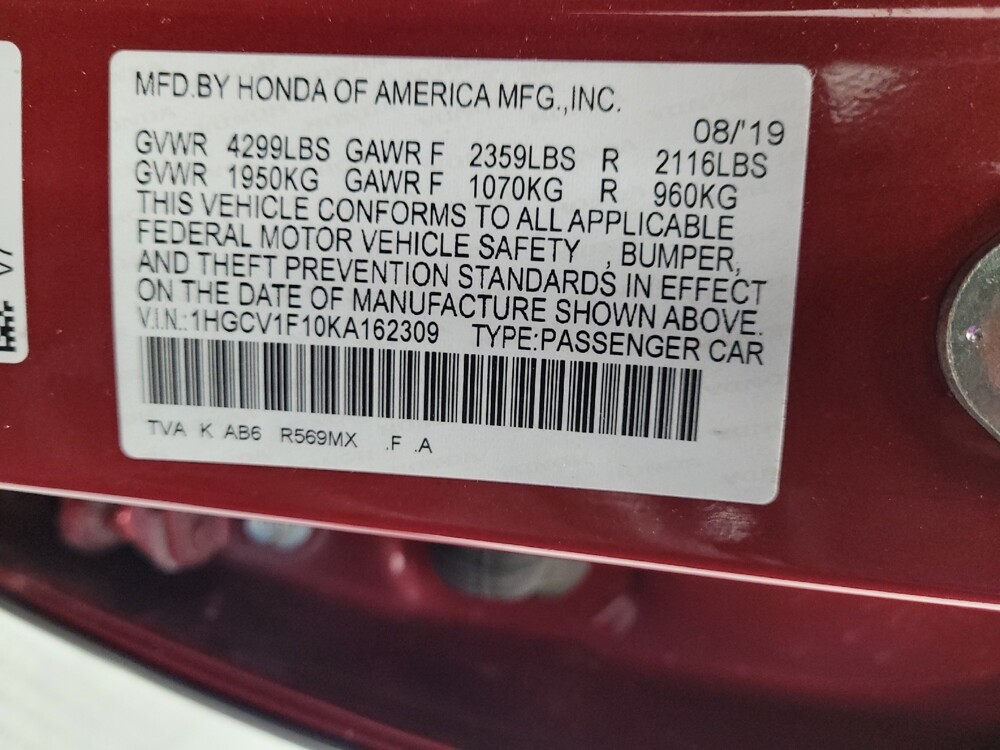 MFD.BY HONDA OF AMERICA MFG.,INC.
08/'19
GVWR 4299LBS GAWR F 2359LBS R 2116LBS
GVWR 1950KG GAWR F 1070KG R 960KG
THIS VEHICLE CONFORMS TO ALL APPLICABLE
FEDERAL MOTOR VEHICLE SAFETY , BUMPER,
AND THEFT PREVENTION STANDARDS IN EFFECT
ON THE DATE OF MANUFACTURE SHOWN ABOVE.
V.I.N.:1HGCV1F10KA162309 TYPE:PASSENGER CAR
TVA K AB6 R569MX .F .A